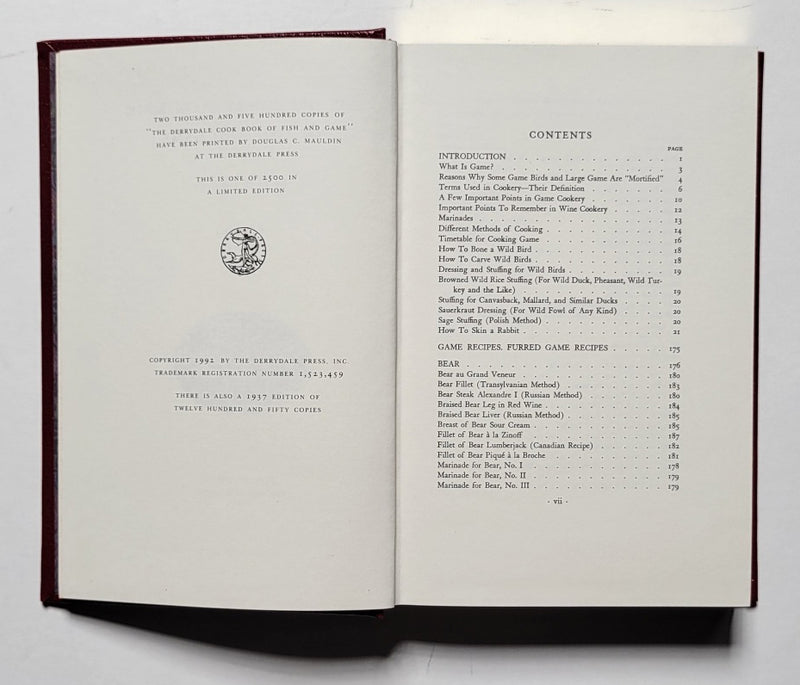 TWO THOUSAND AND FIVE HUNDRED COPIES OF
"THE DERRYDALE COOK BOOK OF FISH AND GAME"
HAVE BEEN PRINTED BY DOUGLAS C. MAULDIN
AT THE DERRYDALE PRESS
THIS IS ONE OF 2500 IN
A LIMITED EDITION
COPYRIGHT 1992 BY THE DERRYDALE PRESS, INC.
TRADEMARK REGISTRATION NUMBER 1,523,459
THERE IS ALSO A 1937 EDITION OF
TWELVE HUNDRED AND FIFTY COPIES
CONTENTS
PAGE
INTRODUCTION . . . . . . . . . . . . . 1
What Is Game? . . . . . . . . . . . . . 3
Reasons Why Some Game Birds and Large Game Are "Mortified" 4
Terms Used in Cookery—Their Definition . . . . . . 6
A Few Important Points in Game Cookery . . . . . . 10
Important Points To Remember in Wine Cookery . . . . 12
Marinades . . . . . . . . . . . . . . 13
Different Methods of Cooking . . . . . . . . . 14
Timetable for Cooking Game . . . . . . . . . 16
How To Bone a Wild Bird . . . . . . . . . . 18
How To Carve Wild Birds . . . . . . . . . . 18
Dressing and Stuffing for Wild Birds . . . . . . . 19
Browned Wild Rice Stuffing (For Wild Duck, Pheasant, Wild Tur-
key and the Like) . . . . . . . . . . . 19
Stuffing for Canvasback, Mallard, and Similar Ducks . . . 20
Sauerkraut Dressing (For Wild Fowl of Any Kind) . . . . 20
Sage Stuffing (Polish Method) . . . . . . . . . 20
How To Skin a Rabbit . . . . . . . . . . . 21
GAME RECIPES. FURRED GAME RECIPES . . . . 175
BEAR . . . . . . . . . . . . . . . 176
Bear au Grand Veneur . . . . . . . . . . . 180
Bear Fillet (Transylvanian Method) . . . . . . . . 183
Bear Steak Alexandre I (Russian Method) . . . . . . 180
Braised Bear Leg in Red Wine . . . . . . . . . 184
Braised Bear Liver (Russian Method) . . . . . . . . 185
Breast of Bear Sour Cream . . . . . . . . . . 185
Fillet of Bear à la Zinoff . . . . . . . . . . . 187
Fillet of Bear Lumberjack (Canadian Recipe) . . . . . 182
Fillet of Bear Piqué à la Broche . . . . . . . . . 181
Marinade for Bear, No. I . . . . . . . . . . 178
Marinade for Bear, No. II . . . . . . . . . . 179
Marinade for Bear, No. III . . . . . . . . . . 179
· vii ·